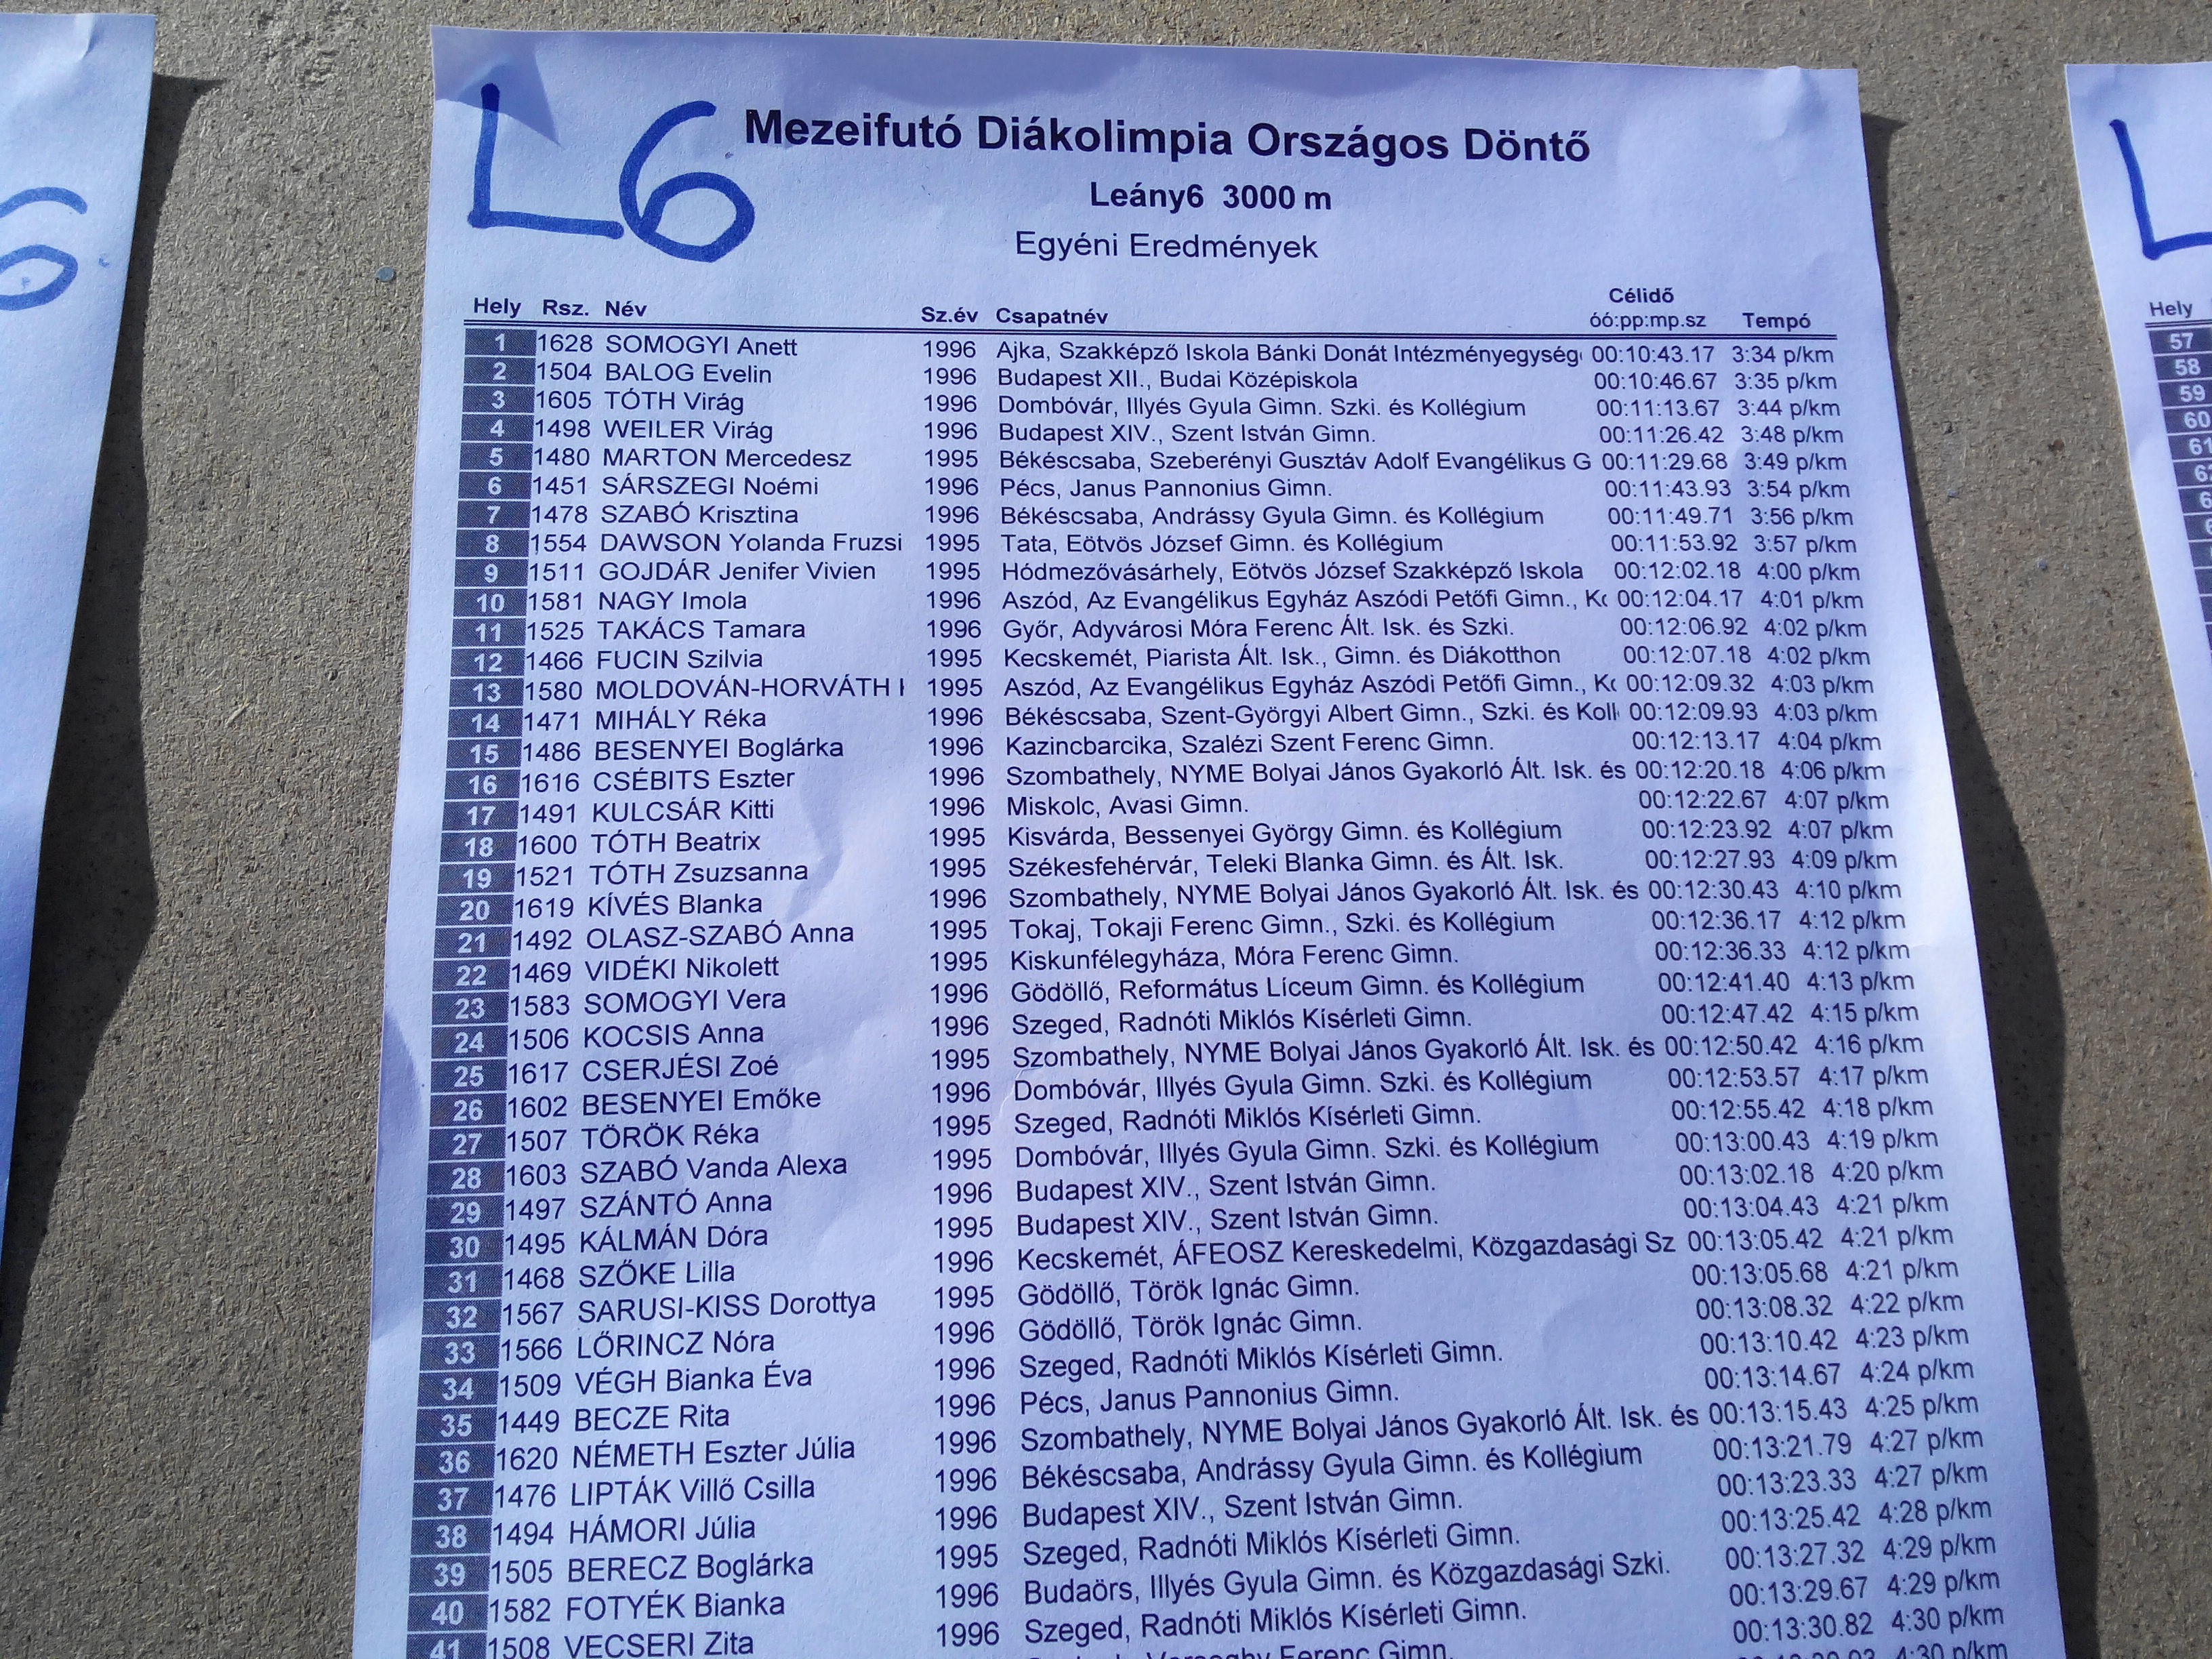 L6
Mezeifutó Diákolimpia Országos Döntő
Leány6 3000 m
Egyéni Eredmények
Hely Rsz. Név Sz.év Csapatnév Célidő óó:pp:mp.sz Tempó
1 1628 SOMOGYI Anett 1996 Ajka, Szakképző Iskola Bánki Donát Intézményegység 00:10:43.17 3:34 p/km
2 1504 BALOG Evelin 1996 Budapest XII., Budai Középiskola 00:10:46.67 3:35 p/km
3 1605 TÓTH Virág 1996 Dombóvár, Illyés Gyula Gimn. Szki. és Kollégium 00:11:13.67 3:44 p/km
4 1498 WEILER Virág 1996 Budapest XIV., Szent István Gimn. 00:11:26.42 3:48 p/km
5 1480 MARTON Mercedesz 1995 Békéscsaba, Szeberényi Gusztáv Adolf Evangélikus G 00:11:29.68 3:49 p/km
6 1451 SÁRSZEGI Noémi 1996 Pécs, Janus Pannonius Gimn. 00:11:43.93 3:54 p/km
7 1478 SZABÓ Krisztina 1996 Békéscsaba, Andrássy Gyula Gimn. és Kollégium 00:11:49.71 3:56 p/km
8 1554 DAWSON Yolanda Fruzsi 1995 Tata, Eötvös József Gimn. és Kollégium 00:11:53.92 3:57 p/km
9 1511 GOJDÁR Jenifer Vivien 1995 Hódmezővásárhely, Eötvös József Szakképző Iskola 00:12:02.18 4:00 p/km
10 1581 NAGY Imola 1996 Aszód, Az Evangélikus Egyház Aszódi Petőfi Gimn., Ko 00:12:04.17 4:01 p/km
11 1525 TAKÁCS Tamara 1996 Győr, Adyvárosi Móra Ferenc Ált. Isk. és Szki. 00:12:06.92 4:02 p/km
12 1466 FUCIN Szilvia 1995 Kecskemét, Piarista Ált. Isk., Gimn. és Diákotthon 00:12:07.18 4:02 p/km
13 1580 MOLDOVÁN-HORVÁTH 1995 Aszód, Az Evangélikus Egyház Aszódi Petőfi Gimn., Ko 00:12:09.32 4:03 p/km
14 1471 MIHÁLY Réka 1996 Békéscsaba, Szent-Györgyi Albert Gimn., Szki. és Koll 00:12:09.93 4:03 p/km
15 1486 BESENYEI Boglárka 1996 Kazincbarcika, Szalézi Szent Ferenc Gimn. 00:12:13.17 4:04 p/km
16 1616 CSÉBITS Eszter 1996 Szombathely, NYME Bolyai János Gyakorló Ált. Isk. és 00:12:20.18 4:06 p/km
17 1491 KULCSÁR Kitti 1996 Miskolc, Avasi Gimn. 00:12:22.67 4:07 p/km
18 1600 TÓTH Beatrix 1995 Kisvárda, Bessenyei György Gimn. és Kollégium 00:12:23.92 4:07 p/km
19 1521 TÓTH Zsuzsanna 1995 Székesfehérvár, Teleki Blanka Gimn. és Ált. Isk. 00:12:27.93 4:09 p/km
20 1619 KÍVÉS Blanka 1996 Szombathely, NYME Bolyai János Gyakorló Ált. Isk. és 00:12:30.43 4:10 p/km
21 1492 OLASZ-SZABÓ Anna 1995 Tokaj, Tokaji Ferenc Gimn., Szki. és Kollégium 00:12:36.17 4:12 p/km
22 1469 VIDÉKI Nikolett 1995 Kiskunfélegyháza, Móra Ferenc Gimn. 00:12:36.33 4:12 p/km
23 1583 SOMOGYI Vera 1996 Gödöllő, Református Líceum Gimn. és Kollégium 00:12:41.40 4:13 p/km
24 1506 KOCSIS Anna 1996 Szeged, Radnóti Miklós Kísérleti Gimn. 00:12:47.42 4:15 p/km
25 1617 CSERJÉSI Zoé 1995 Szombathely, NYME Bolyai János Gyakorló Ált. Isk. és 00:12:50.42 4:16 p/km
26 1602 BESENYEI Emőke 1996 Dombóvár, Illyés Gyula Gimn. Szki. és Kollégium 00:12:53.57 4:17 p/km
27 1507 TÖRÖK Réka 1995 Szeged, Radnóti Miklós Kísérleti Gimn. 00:12:55.42 4:18 p/km
28 1603 SZABÓ Vanda Alexa 1995 Dombóvár, Illyés Gyula Gimn. Szki. és Kollégium 00:13:00.43 4:19 p/km
29 1497 SZÁNTÓ Anna 1996 Budapest XIV., Szent István Gimn. 00:13:02.18 4:20 p/km
30 1495 KÁLMÁN Dóra 1995 Budapest XIV., Szent István Gimn. 00:13:04.43 4:21 p/km
31 1468 SZŐKE Lilla 1996 Kecskemét, ÁFEOSZ Kereskedelmi, Közgazdasági Sz 00:13:05.42 4:21 p/km
32 1567 SARUSI-KISS Dorottya 1995 Gödöllő, Török Ignác Gimn. 00:13:05.68 4:21 p/km
33 1566 LŐRINCZ Nóra 1996 Gödöllő, Török Ignác Gimn. 00:13:08.32 4:22 p/km
34 1509 VÉGH Bianka Éva 1996 Szeged, Radnóti Miklós Kísérleti Gimn. 00:13:10.42 4:23 p/km
35 1449 BECZE Rita 1996 Pécs, Janus Pannonius Gimn. 00:13:14.67 4:24 p/km
36 1620 NÉMETH Eszter Júlia 1996 Szombathely, NYME Bolyai János Gyakorló Ált. Isk. és 00:13:15.43 4:25 p/km
37 1476 LIPTÁK Villő Csilla 1996 Békéscsaba, Andrássy Gyula Gimn. és Kollégium 00:13:21.79 4:27 p/km
38 1494 HÁMORI Júlia 1996 Budapest XIV., Szent István Gimn. 00:13:23.33 4:27 p/km
39 1505 BERECZ Boglárka 1995 Szeged, Radnóti Miklós Kísérleti Gimn. 00:13:25.42 4:28 p/km
40 1582 FOTYÉK Bianka 1996 Budaörs, Illyés Gyula Gimn. és Közgazdasági Szki. 00:13:27.32 4:29 p/km
41 1508 VECSERI Zita 1996 Szeged, Radnóti Miklós Kísérleti Gimn. 00:13:29.67 4:29 p/km
Ferenc Gimn. 00:13:30.82 4:30 p/km
4:30 p/km
6
L
Hely
57
58
59
60
61